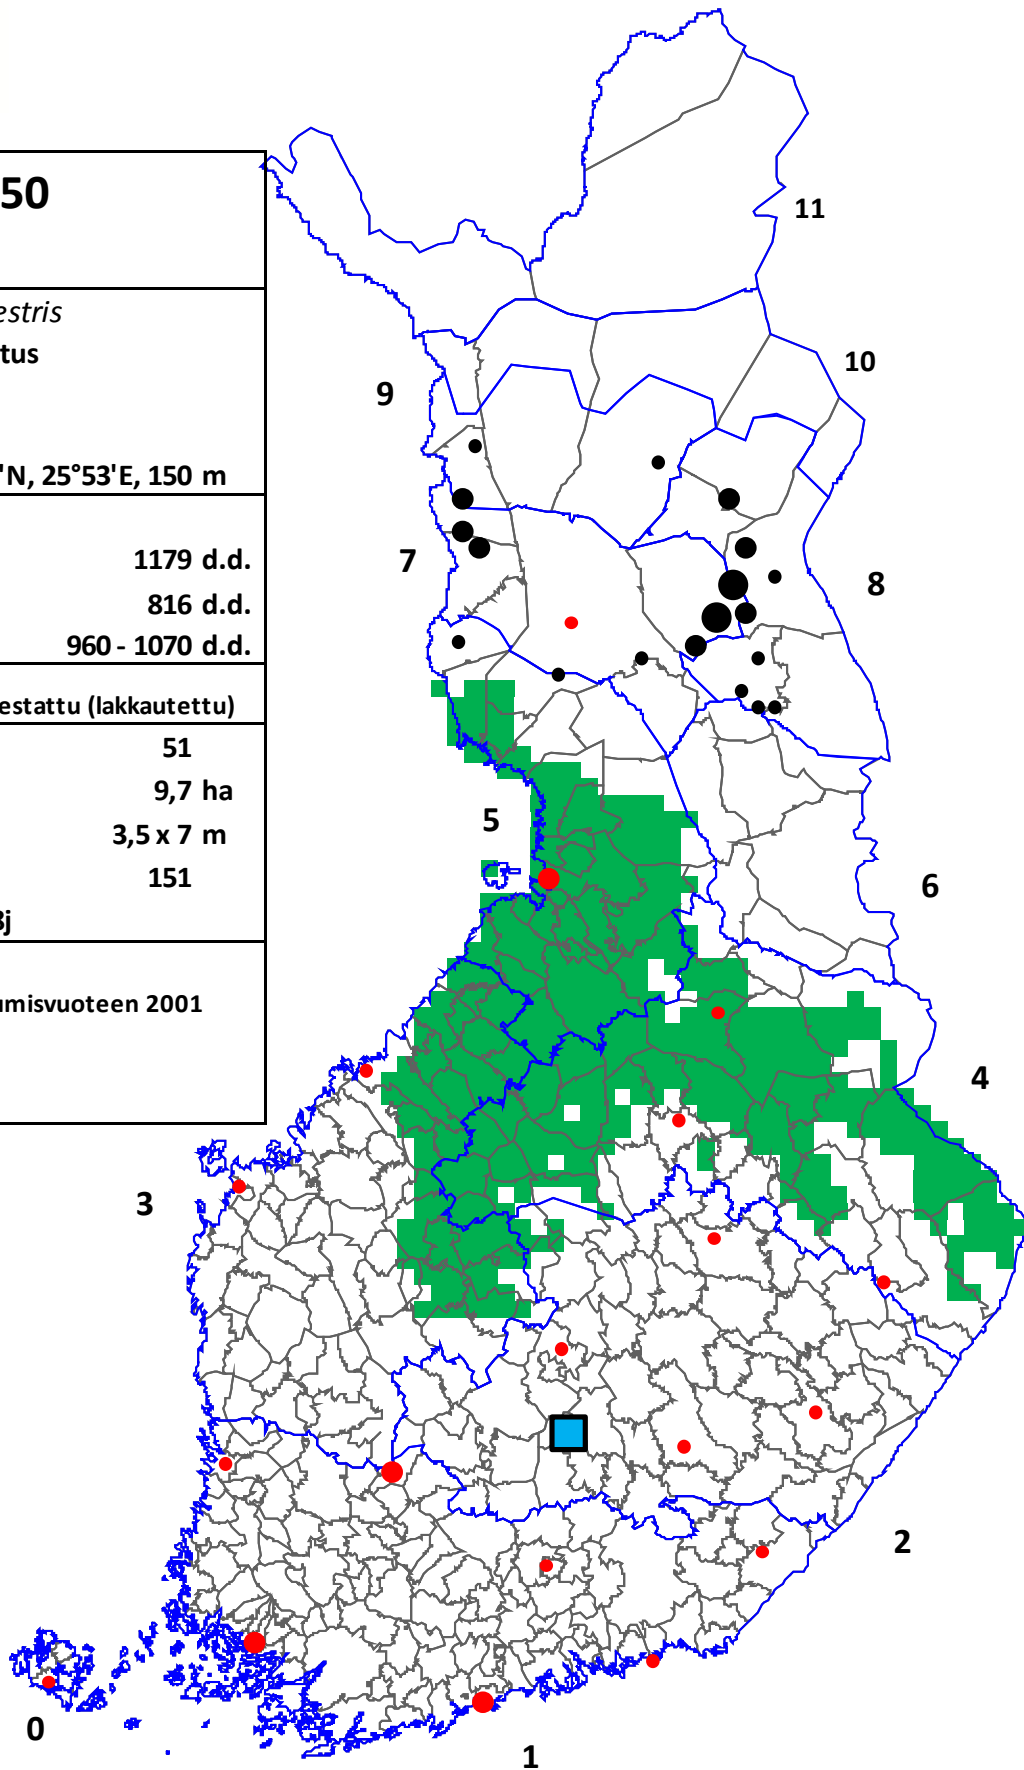 50
estris
tus
'N, 25°53'E, 150 m
1179 d.d.
816 d.d.
960 - 1070 d.d.
estattu (lakkautettu)
51
9,7 ha
3,5 x 7 m
151
3j
umisvuoteen 2001
11
10
9
8
7
6
5
4
3
2
1
0